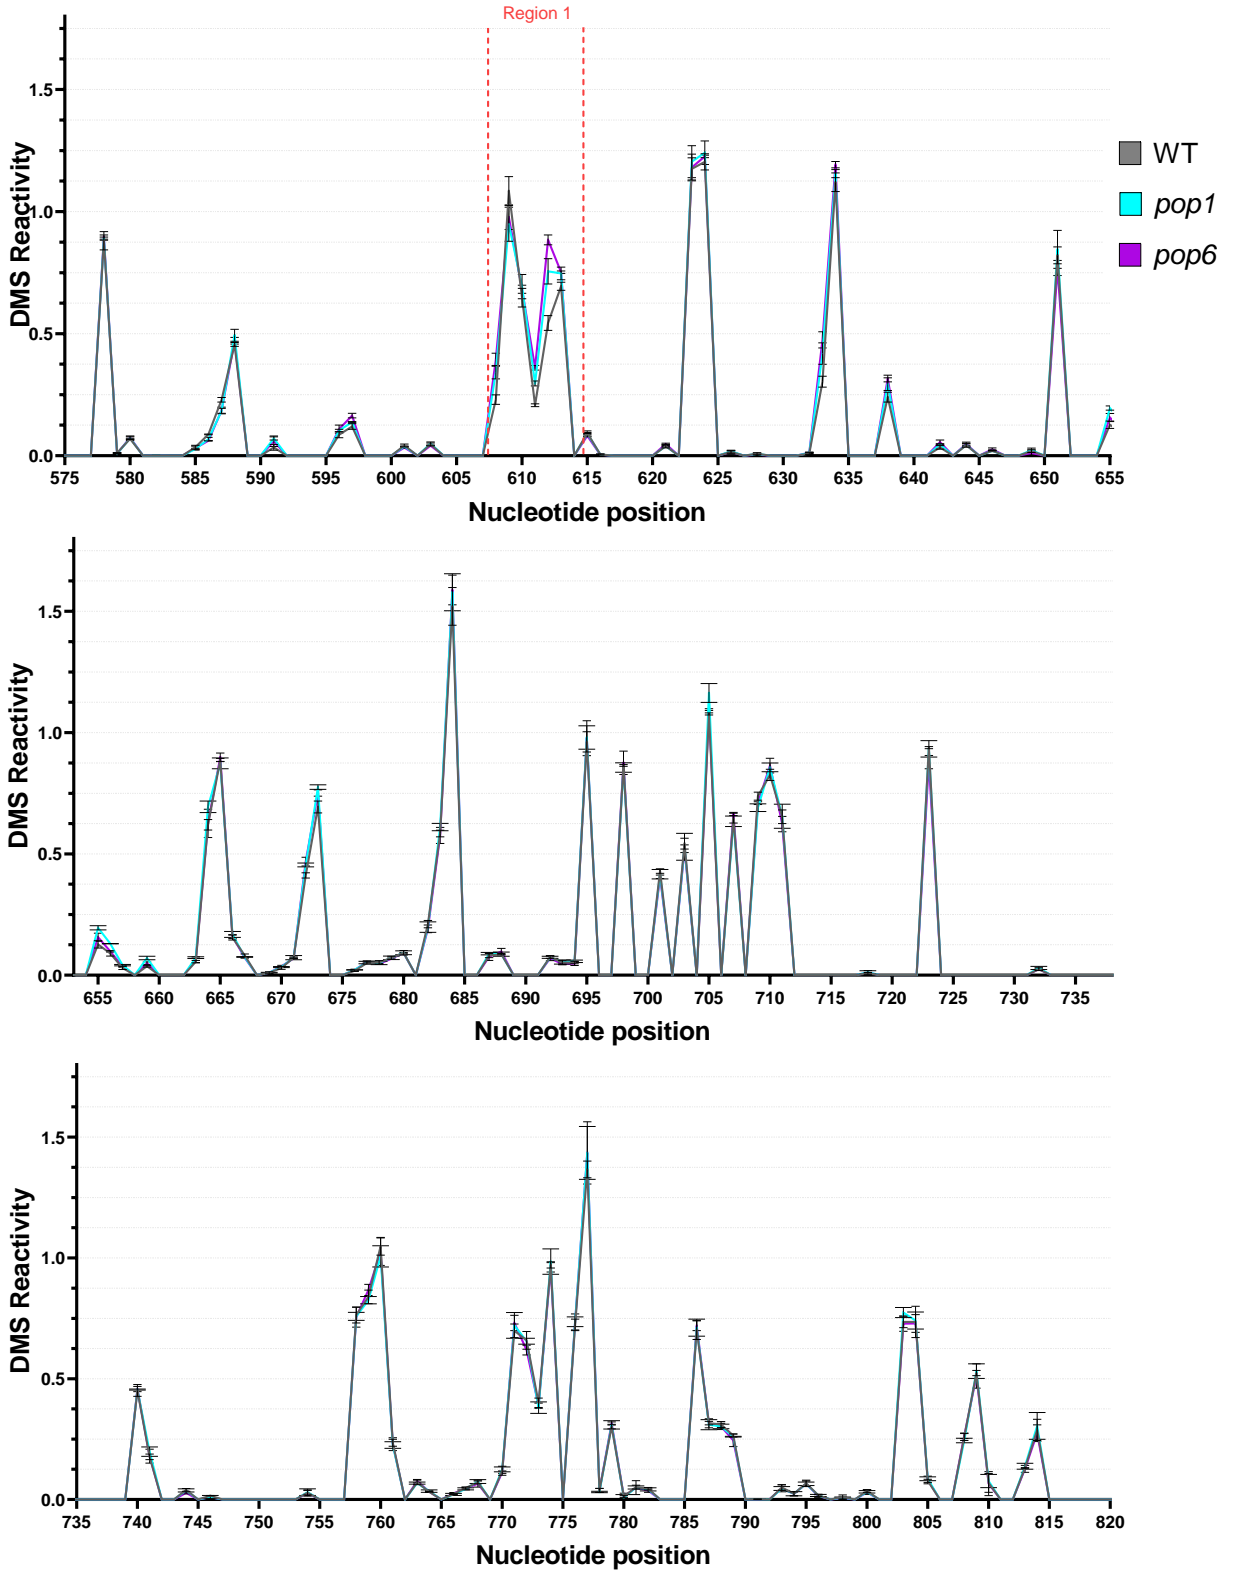 Region 1
DMS Reactivity
1.5
1.0
0.5
0.0
575 580 585 590 595 600 605 610 615 620 625 630 635 640 645 650 655
Nucleotide position
WT
pop1
pop6
DMS Reactivity
1.5
1.0
0.5
0.0
655 660 665 670 675 680 685 690 695 700 705 710 715 720 725 730 735
Nucleotide position
DMS Reactivity
1.5
1.0
0.5
0.0
735 740 745 750 755 760 765 770 775 780 785 790 795 800 805 810 815 820
Nucleotide position